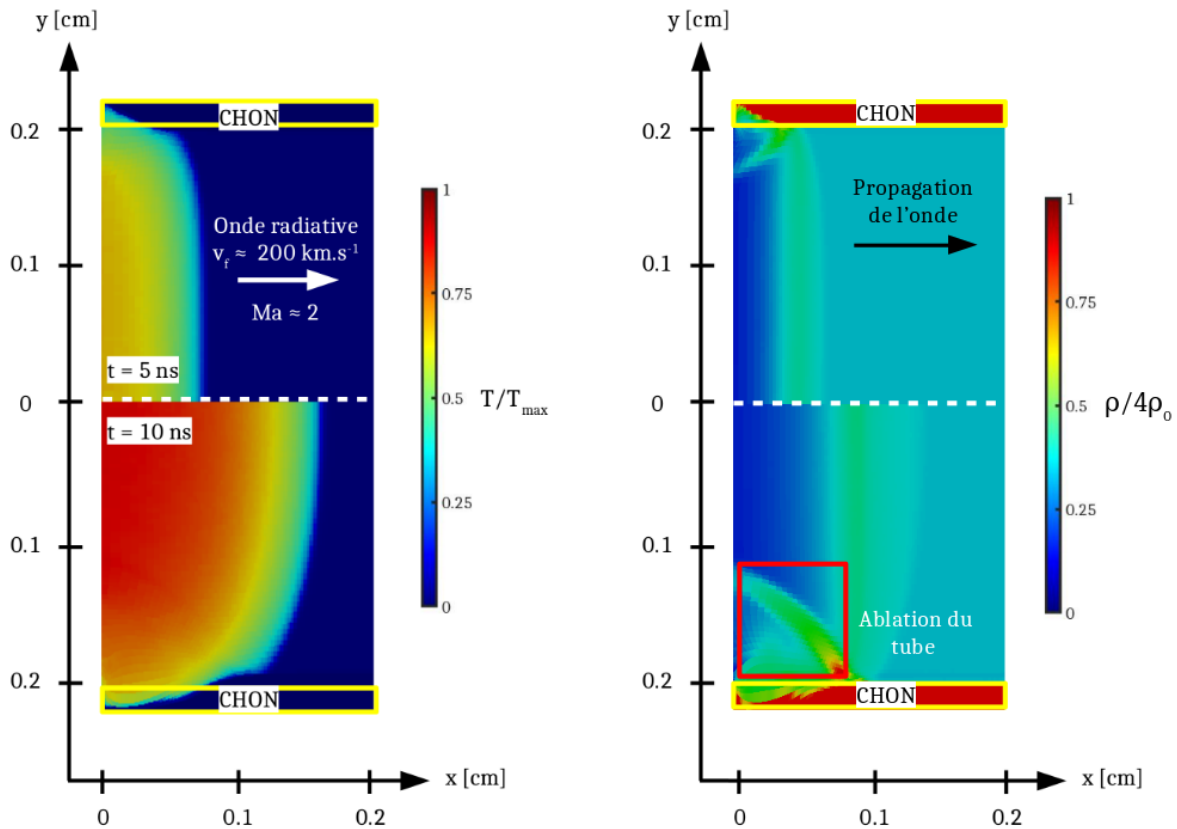 y [cm]
CHON
0.2
Onde radiative
v_f ≈ 200 km.s⁻¹
Ma ≈ 2
0.1
t = 5 ns
0
t = 10 ns
0.1
0.2
CHON
x [cm]
0
0.1
0.2
1
0.75
0.5
0.25
0
T/T_max
y [cm]
CHON
0.2
Propagation
de l'onde
0.1
0
0.1
Ablation du
tube
0.2
CHON
x [cm]
0
0.1
0.2
1
0.75
0.5
0.25
0
ρ/4ρ₀